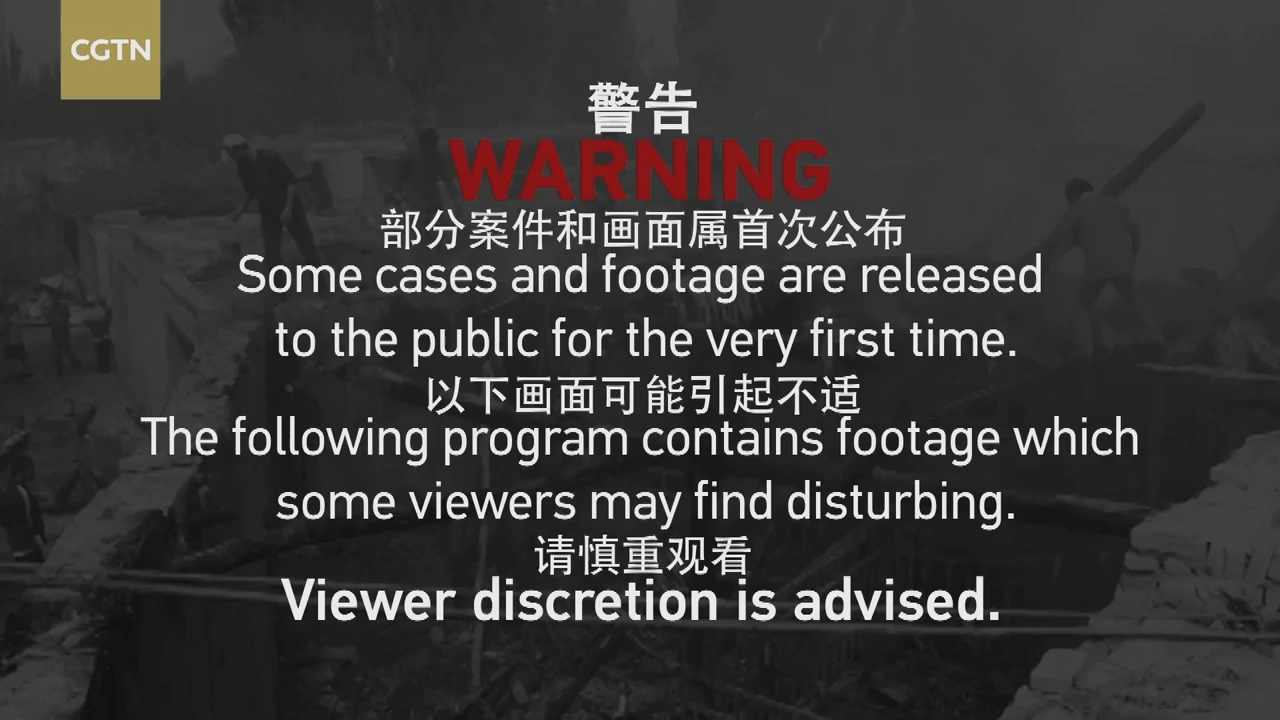 CGTN
警告
WARNING
部分案件和画面属首次公布
Some cases and footage are released
to the public for the very first time.
以下画面可能引起不适
The following program contains footage which
some viewers may find disturbing.
请慎重观看
Viewer discretion is advised.